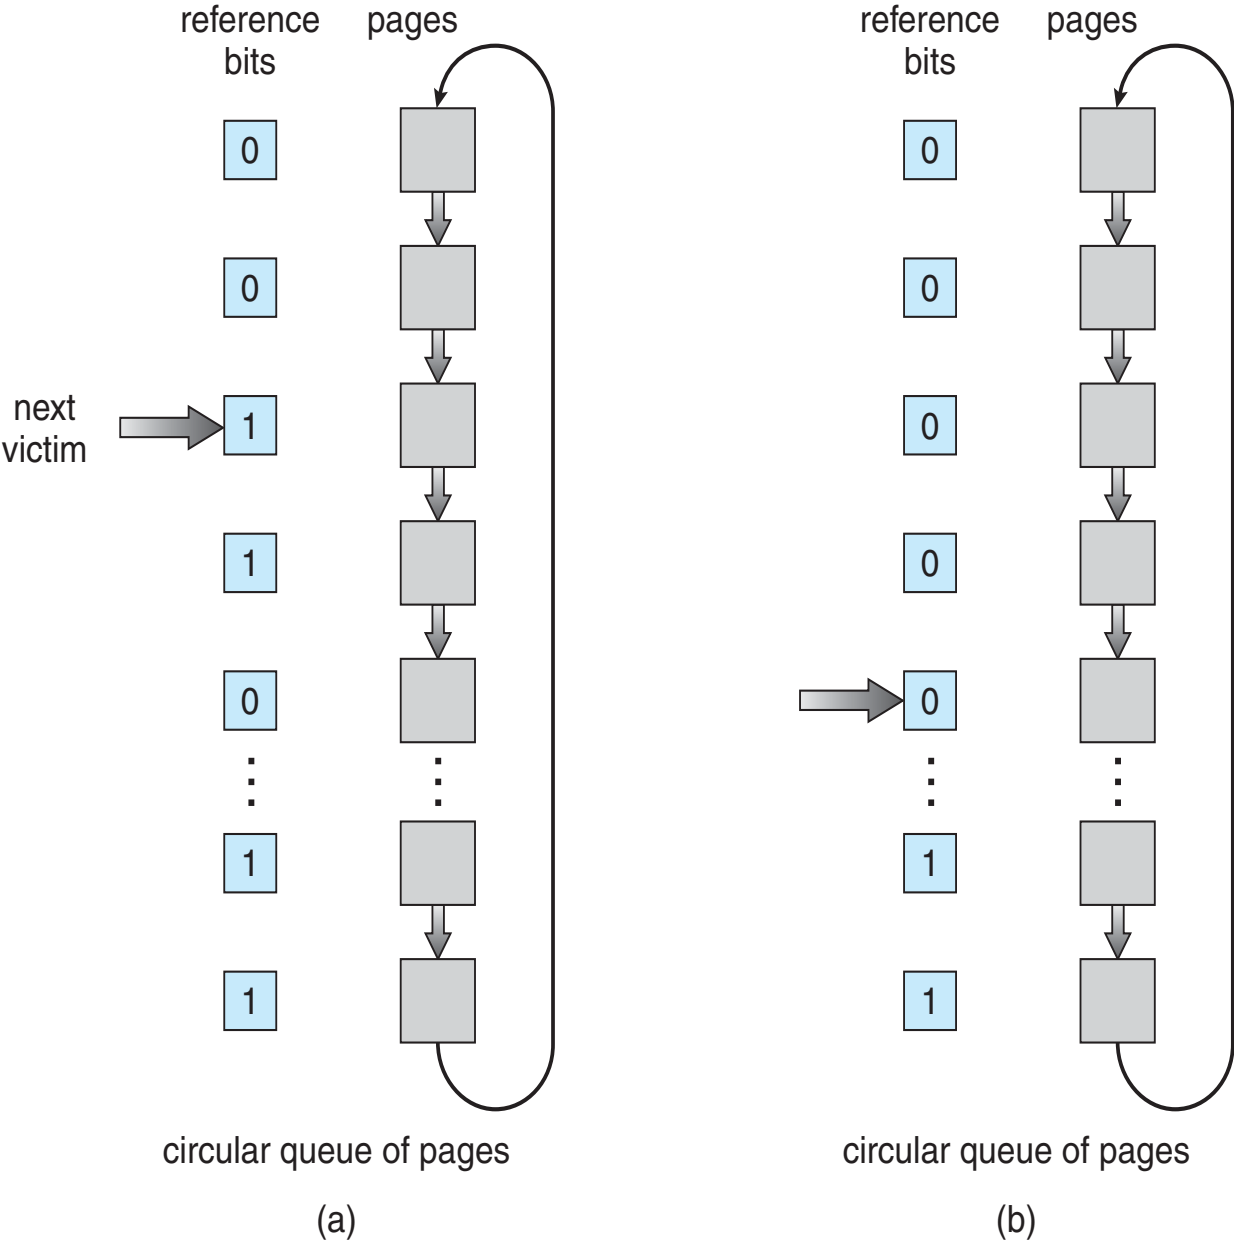 reference pages
bits
0
0
next
victim
1
1
0
1
1
circular queue of pages
(a)
reference pages
bits
0
0
0
0
0
1
1
circular queue of pages
(b)